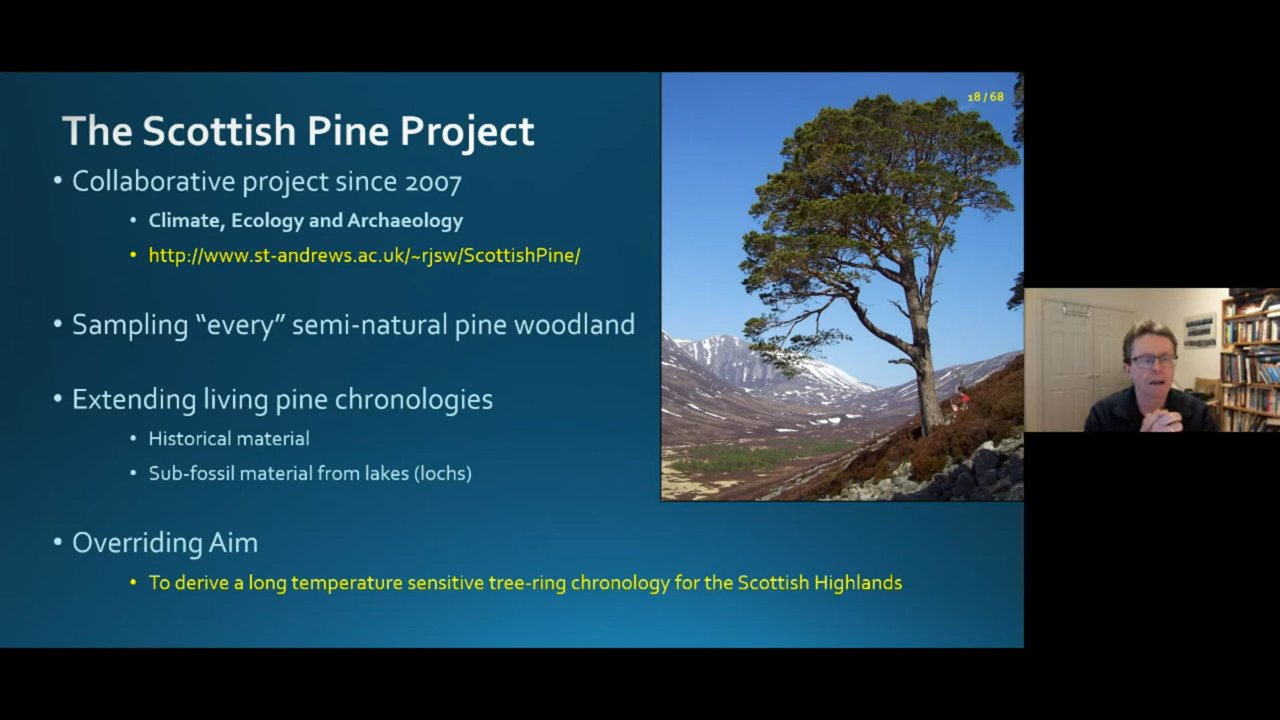 18 / 68
The Scottish Pine Project
• Collaborative project since 2007
• Climate, Ecology and Archaeology
• http://www.st-andrews.ac.uk/~rjsw/ScottishPine/
• Sampling “every” semi-natural pine woodland
• Extending living pine chronologies
• Historical material
• Sub-fossil material from lakes (lochs)
• Overriding Aim
• To derive a long temperature sensitive tree-ring chronology for the Scottish Highlands